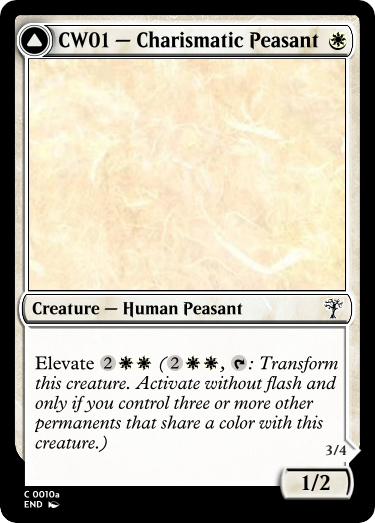 CW01 — Charismatic Peasant
Creature — Human Peasant
Elevate 2 (2, : Transform
this creature. Activate without flash and
only if you control three or more other
permanents that share a color with this
creature.)
3/4
1/2
C 0010a
END